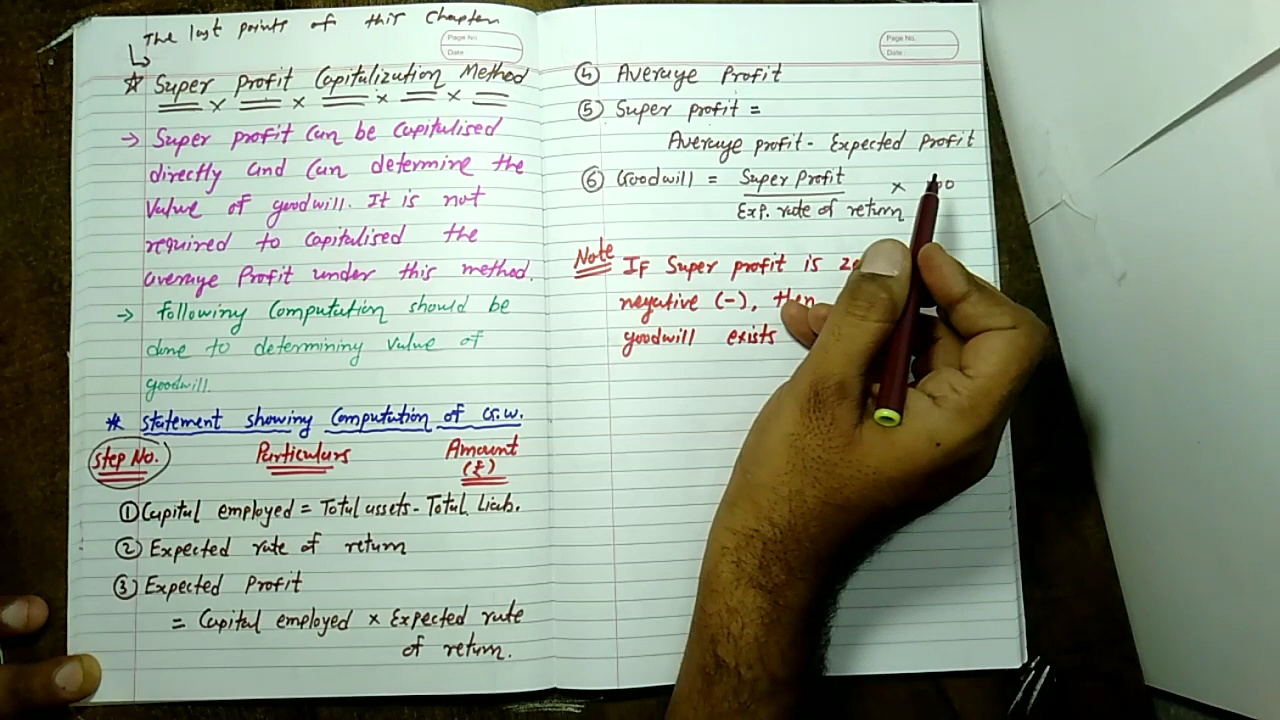 The last points of this Chapter
Page No.
Date
☆ Super Profit Capitalization Method
→ Super profit can be capitalised
directly and can determine the
value of goodwill. It is not
required to capitalised the
average Profit under this method.
→ following computation should be
done to determining value of
goodwill.
* Statement showing Computation of G.W.
Step No. Particulars Amount
(₹)
① Capital employed = Total assets - Total Liab.
② Expected rate of return
③ Expected Profit
= Capital employed × Expected rate
of return.
Page No.
Date
④ Average Profit
⑤ Super profit =
Average profit - Expected Profit
⑥ Goodwill = Super Profit × 100
Exp. rate of return
Note If Super profit is
negative (-), then
goodwill exists